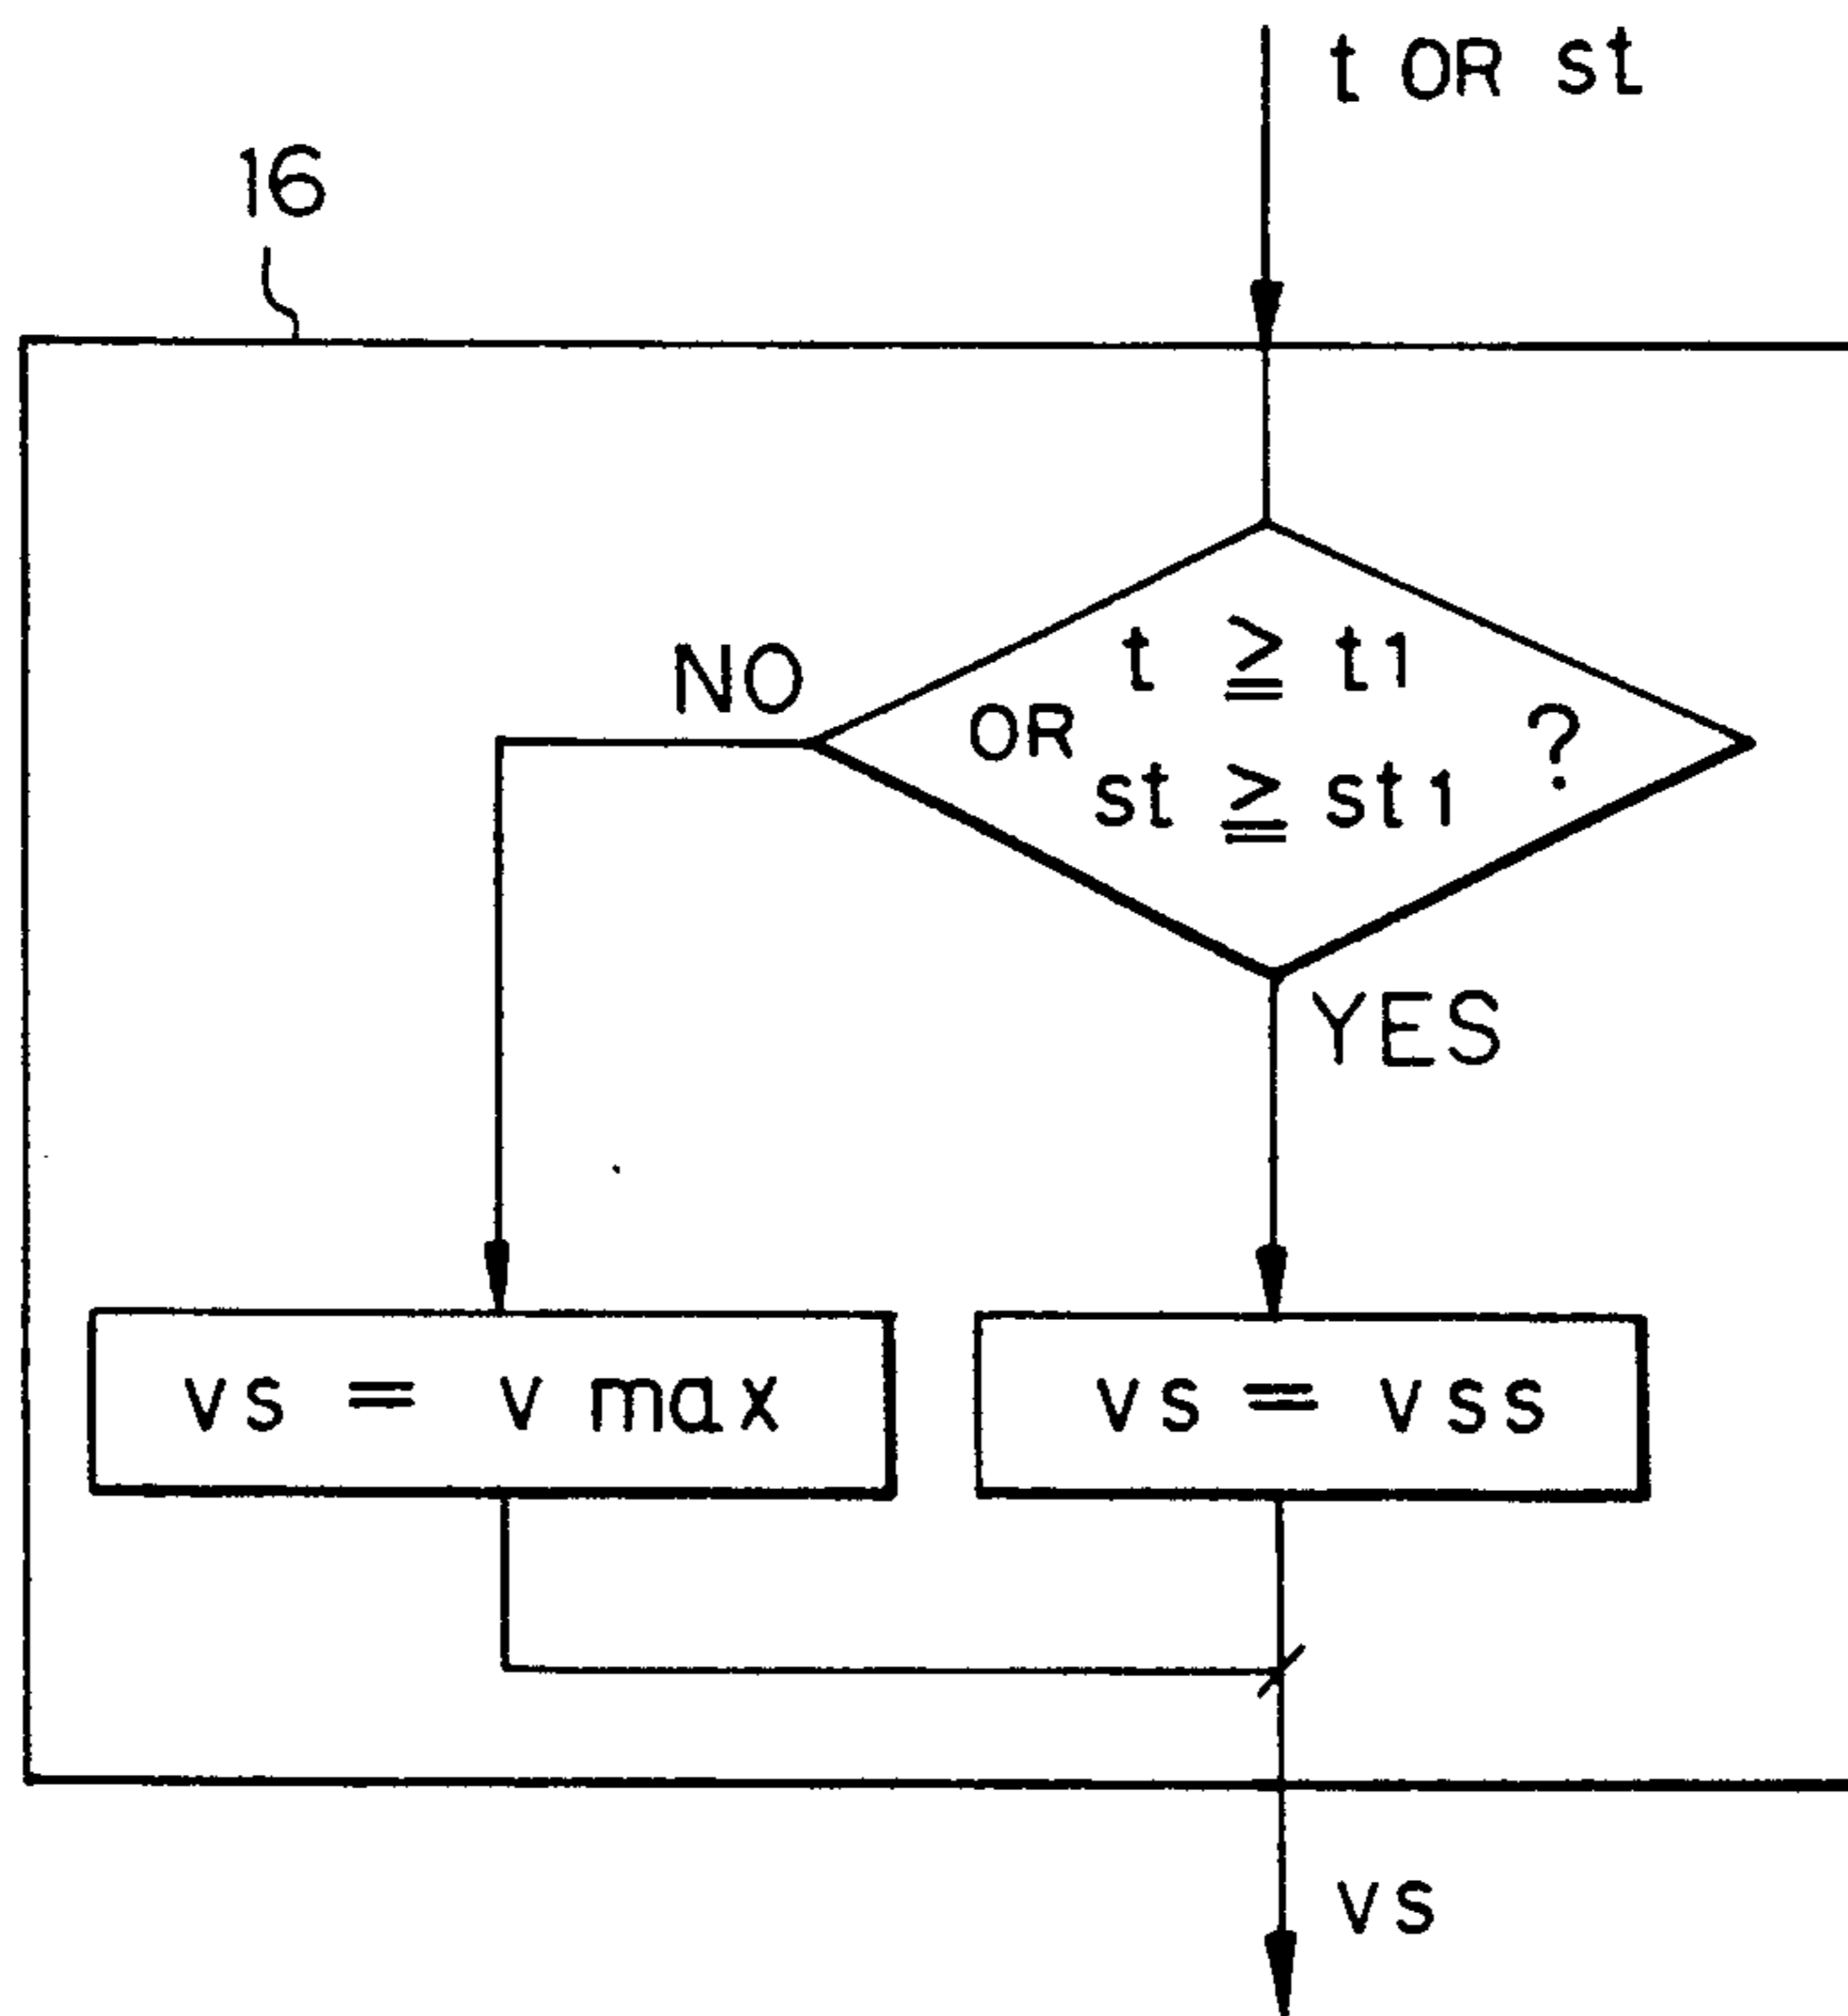 t OR st
16
NO
t ≧ t1
OR
?
st ≧ st1
YES
vs = v max
vs = vss
vs